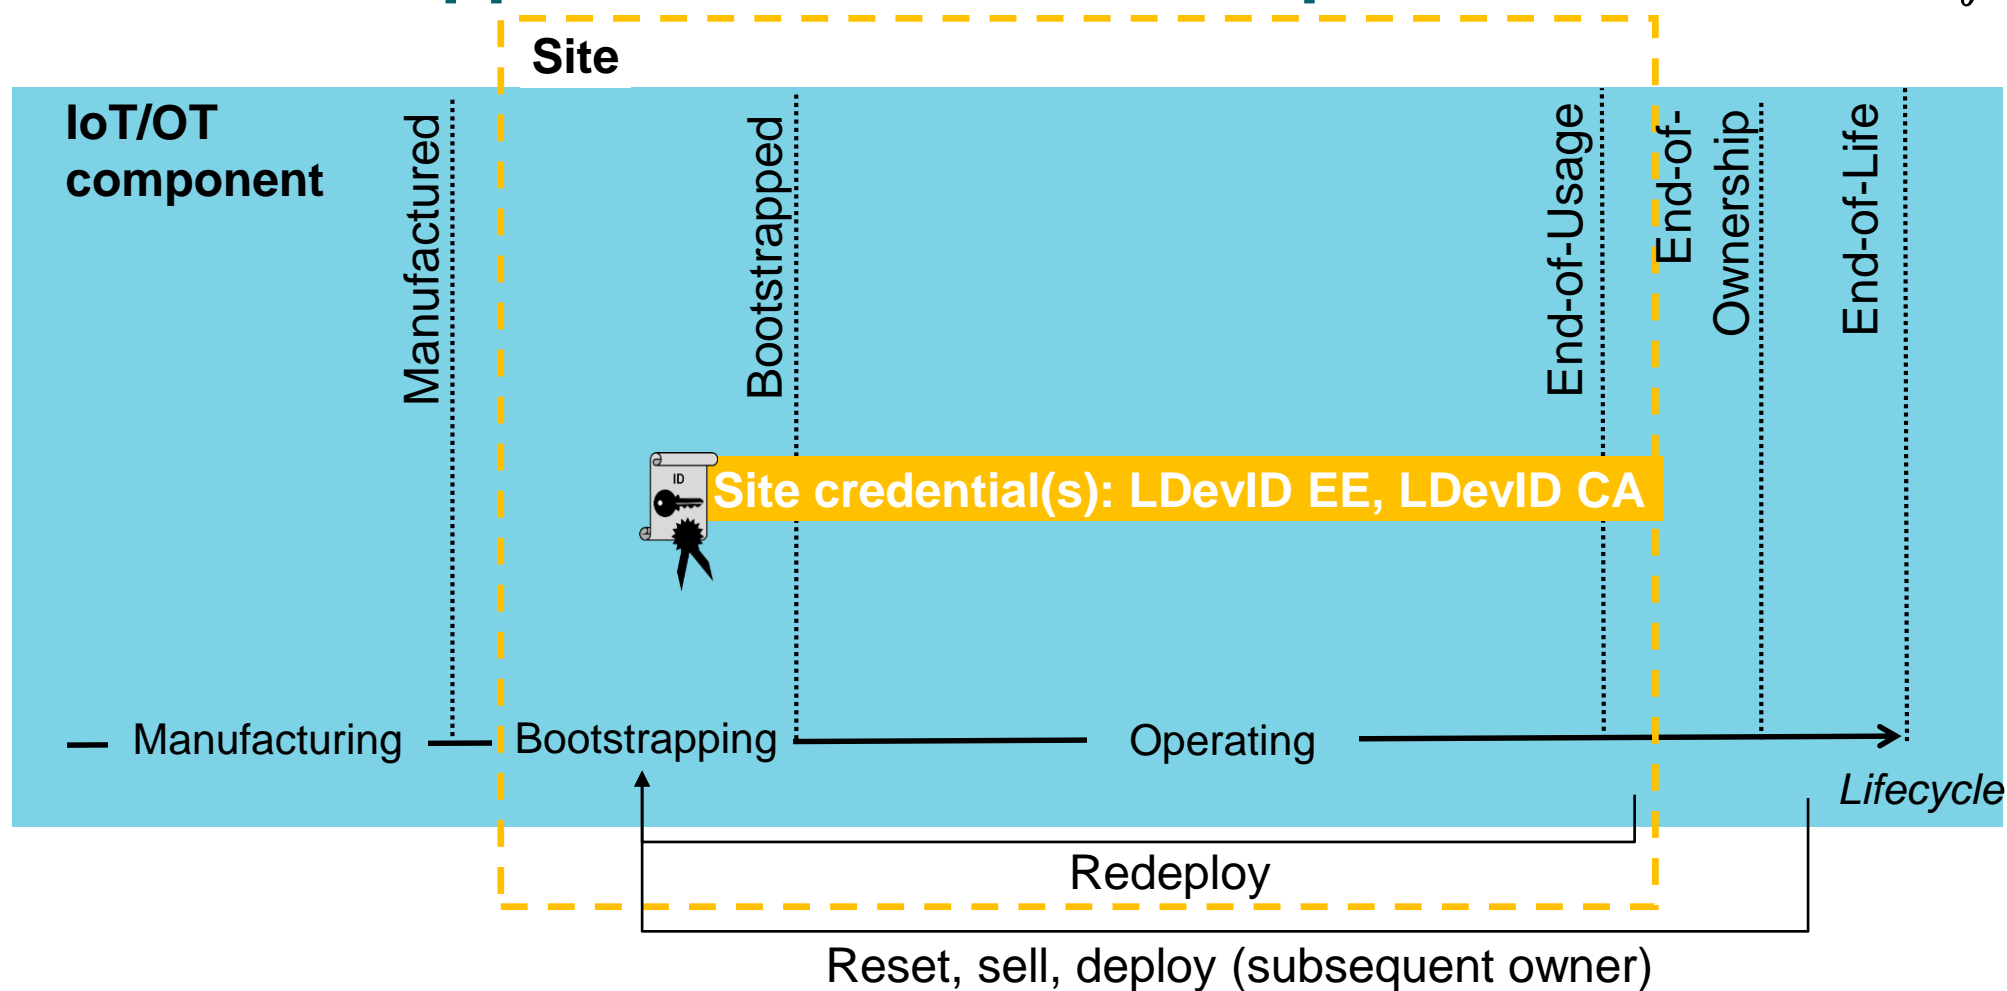 Site
IoT/OT
component
Manufactured
Bootstrapped
End-of-Usage
End-of-
Ownership
End-of-Life
ID
Site credential(s): LDevID EE, LDevID CA
Manufacturing
Bootstrapping
Operating
Lifecycle
Redeploy
Reset, sell, deploy (subsequent owner)